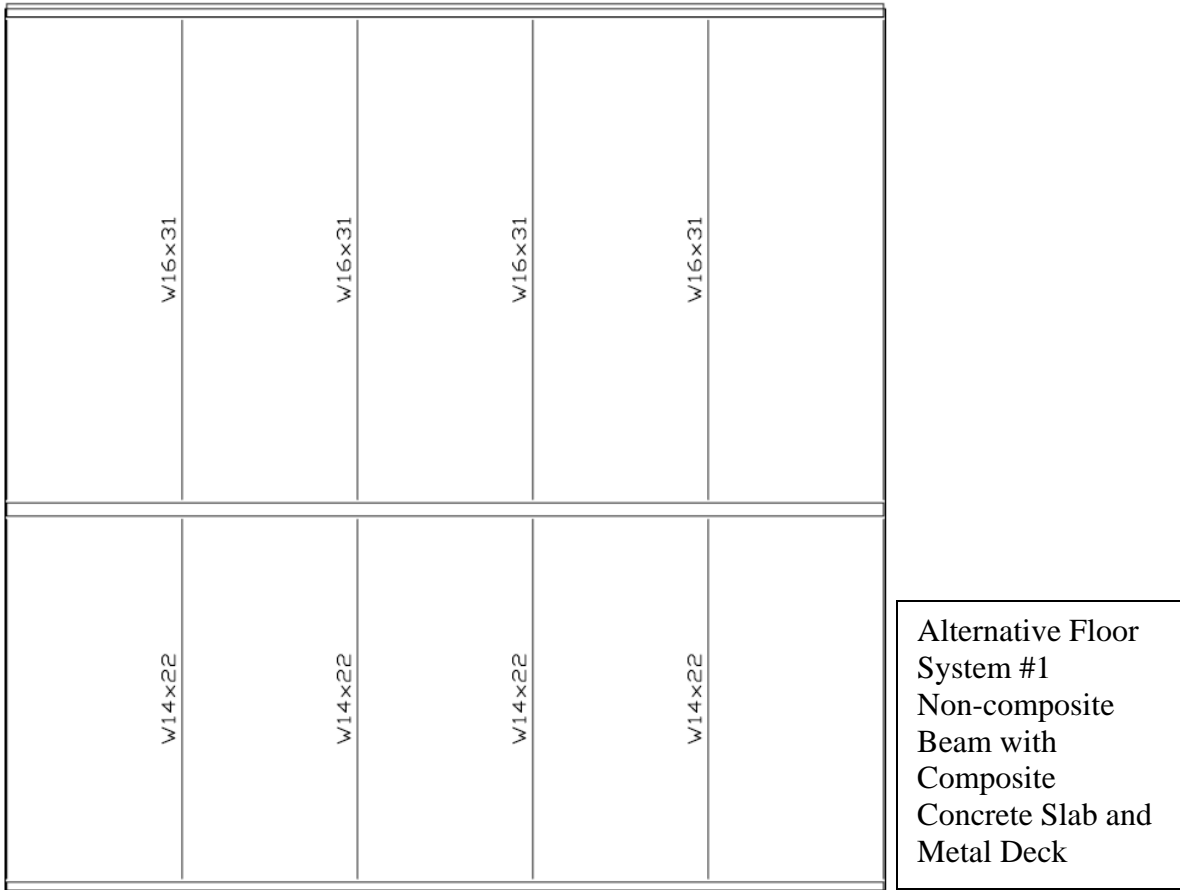 W16x31
W16x31
W16x31
W16x31
W14x22
W14x22
W14x22
W14x22
Alternative Floor
System #1
Non-composite
Beam with
Composite
Concrete Slab and
Metal Deck